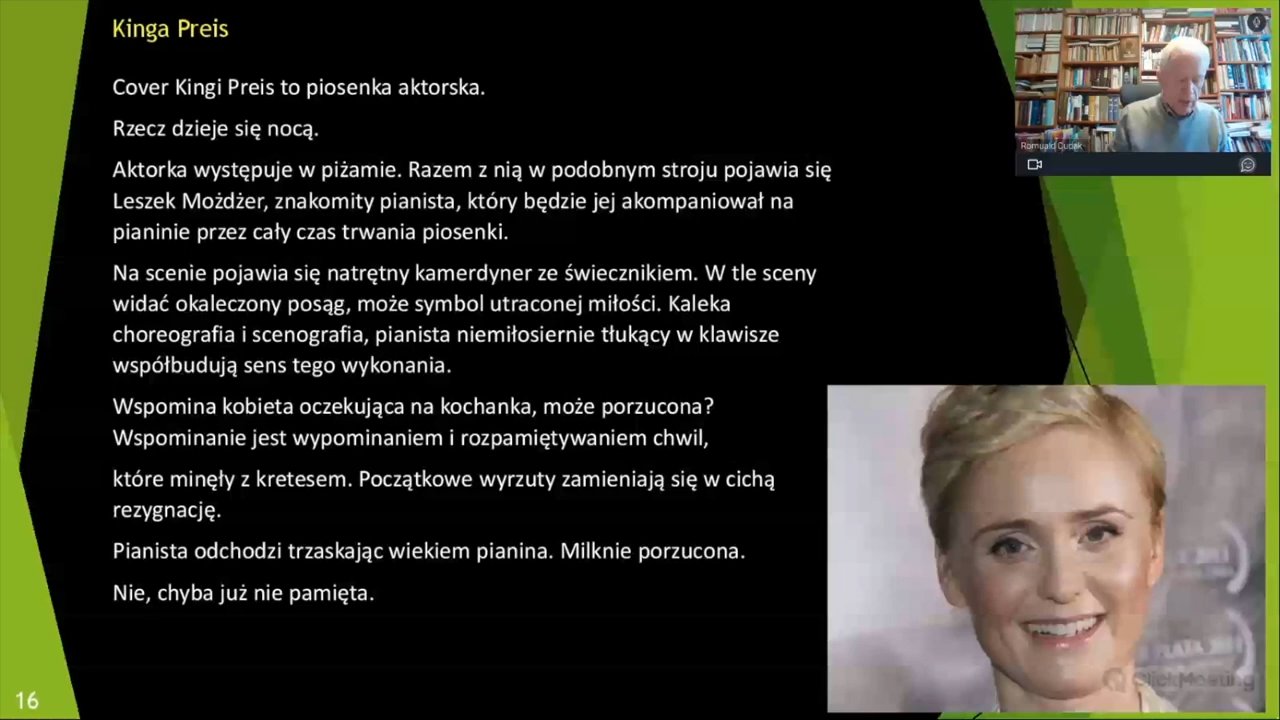 Kinga Preis
Cover Kingi Preis to piosenka aktorska.
Rzecz dzieje się nocą.
Aktorka występuje w piżamie. Razem z nią w podobnym stroju pojawia się
Leszek Możdżer, znakomity pianista, który będzie jej akompaniował na
pianinie przez cały czas trwania piosenki.
Na scenie pojawia się natrętny kamerdyner ze świecznikiem. W tle sceny
widać okaleczony posąg, może symbol utraconej miłości. Kaleka
choreografia i scenografia, pianista niemiłosiernie tłukący w klawisze
współbudują sens tego wykonania.
Wspomina kobieta oczekująca na kochanka, może porzucona?
Wspominanie jest wypominaniem i rozpamiętywaniem chwil,
które minęły z kretesem. Początkowe wyrzuty zamieniają się w cichą
rezygnację.
Pianista odchodzi trzaskając wiekiem pianina. Milknie porzucona.
Nie, chyba już nie pamięta.
16
Romuald Cudak
ClickMeeting